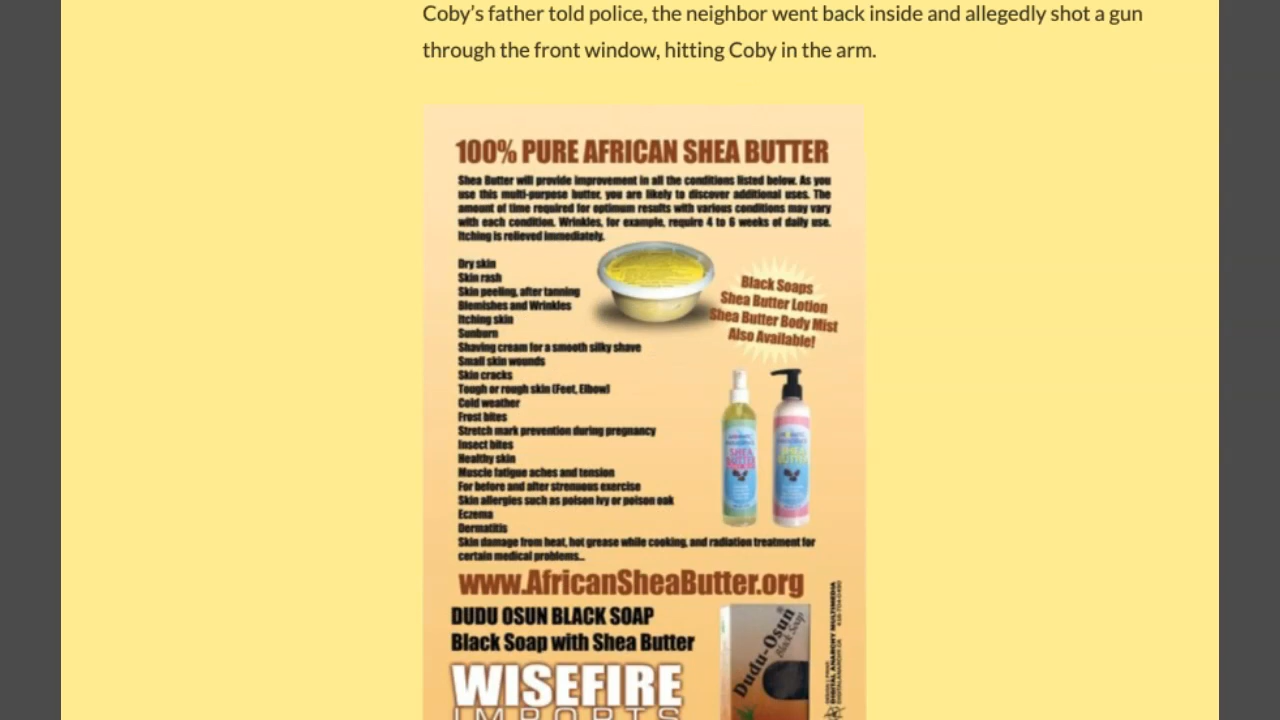 Coby’s father told police, the neighbor went back inside and allegedly shot a gun
through the front window, hitting Coby in the arm.
100% PURE AFRICAN SHEA BUTTER
Shea Butter will provide improvement in all the conditions listed below. As you
use this multi-purpose butter, you are likely to discover additional uses. The
amount of time required for optimum results with various conditions may vary
with each condition. Wrinkles, for example, require 4 to 6 weeks of daily use.
Itching is relieved immediately.
Dry skin
Skin rash
Skin peeling, after tanning
Blemishes and Wrinkles
Itching skin
Sunburn
Shaving cream for a smooth silky shave
Small skin wounds
Skin cracks
Tough or rough skin (Feet, Elbow)
Cold weather
Frost bites
Stretch mark prevention during pregnancy
Insect bites
Healthy skin
Muscle fatigue aches and tension
For before and after strenuous exercise
Skin allergies such as poison ivy or poison oak
Eczema
Dermatitis
Skin damage from heat, hot grease while cooking, and radiation treatment for
certain medical problems...
Black Soaps
Shea Butter Lotion
Shea Butter Body Mist
Also Available!
SHEA
BUTTER
www.AfricanSheaButter.org
DUDU OSUN BLACK SOAP
Black Soap with Shea Butter
WISEFIRE
IMPORTS
Dudu-Osun®
Black Soap
DIGITAL ANARCHY MULTIMEDIA